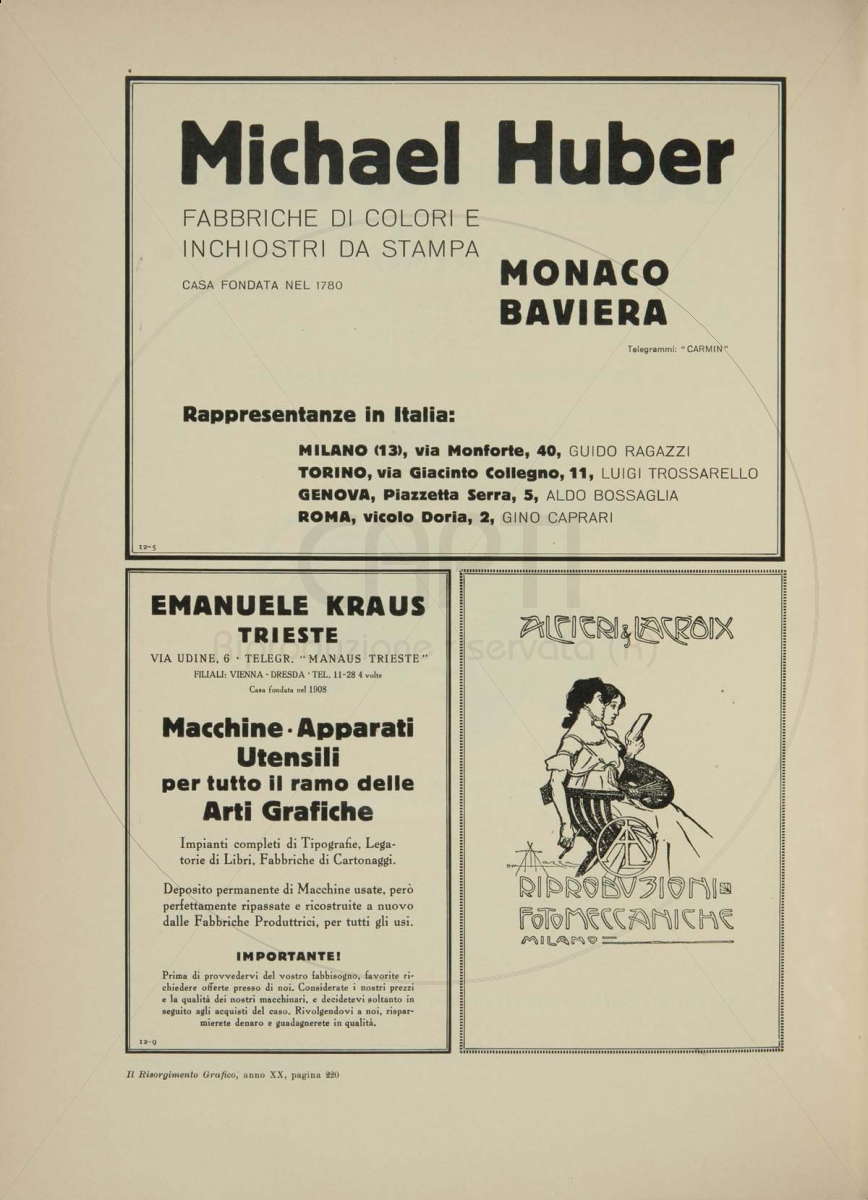 Michael Huber
FABBRICHE DI COLORI E
INCHIOSTRI DA STAMPA
CASA FONDATA NEL 1780
MONACO
BAVIERA
Telegrammi: "CARMIN"
Rappresentanze in Italia:
MILANO (13), via Monforte, 40, GUIDO RAGAZZI
TORINO, via Giacinto Collegno, 11, LUIGI TROSSARELLO
GENOVA, Piazzetta Serra, 5, ALDO BOSSAGLIA
ROMA, vicolo Doria, 2, GINO CAPRARI
12-5
EMANUELE KRAUS
TRIESTE
VIA UDINE, 6 · TELEGR. "MANAUS TRIESTE"
FILIALI: VIENNA - DRESDA · TEL. 11-28 4 volte
Casa fondata nel 1908
Macchine · Apparati
Utensili
per tutto il ramo delle
Arti Grafiche
Impianti completi di Tipografie, Lega-
torie di Libri, Fabbriche di Cartonaggi.
Deposito permanente di Macchine usate, però
perfettamente ripassate e ricostruite a nuovo
dalle Fabbriche Produttrici, per tutti gli usi.
IMPORTANTE!
Prima di provvedervi del vostro fabbisogno, favorite ri-
chiedere offerte presso di noi. Considerate i nostri prezzi
e la qualità dei nostri macchinari, e decidetevi soltanto in
seguito agli acquisti del caso. Rivolgendovi a noi, rispar-
mierete denaro e guadagnerete in qualità.
12-9
ALFIERI & LACROIX
RIPRODUZIONI
FOTOMECCANICHE
MILANO
Il Risorgimento Grafico, anno XX, pagina 220
CARTI
Riproduzione riservata (n)